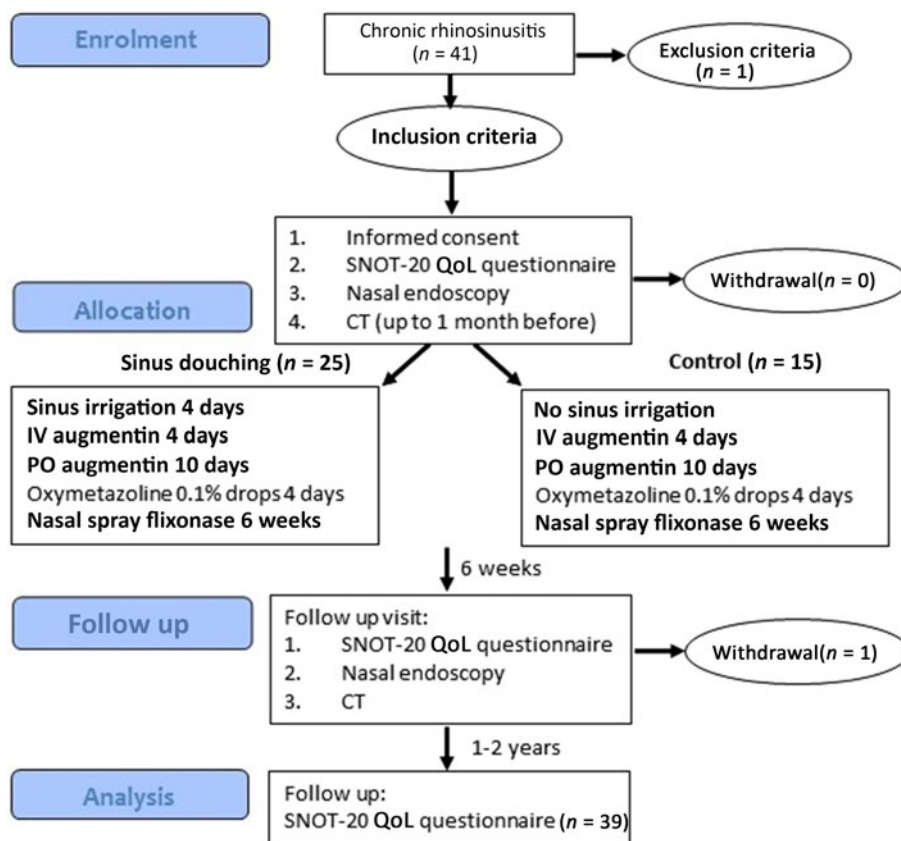 Enrolment
Chronic rhinosinusitis
(n = 41)
Exclusion criteria
(n = 1)
Inclusion criteria
Allocation
1. Informed consent
2. SNOT-20 QoL questionnaire
3. Nasal endoscopy
4. CT (up to 1 month before)
Withdrawal(n = 0)
Sinus douching (n = 25)
Sinus irrigation 4 days
IV augmentin 4 days
PO augmentin 10 days
Oxymetazoline 0.1% drops 4 days
Nasal spray flixonase 6 weeks
Control (n = 15)
No sinus irrigation
IV augmentin 4 days
PO augmentin 10 days
Oxymetazoline 0.1% drops 4 days
Nasal spray flixonase 6 weeks
6 weeks
Follow up
Follow up visit:
1. SNOT-20 QoL questionnaire
2. Nasal endoscopy
3. CT
Withdrawal(n = 1)
1-2 years
Analysis
Follow up:
SNOT-20 QoL questionnaire (n = 39)